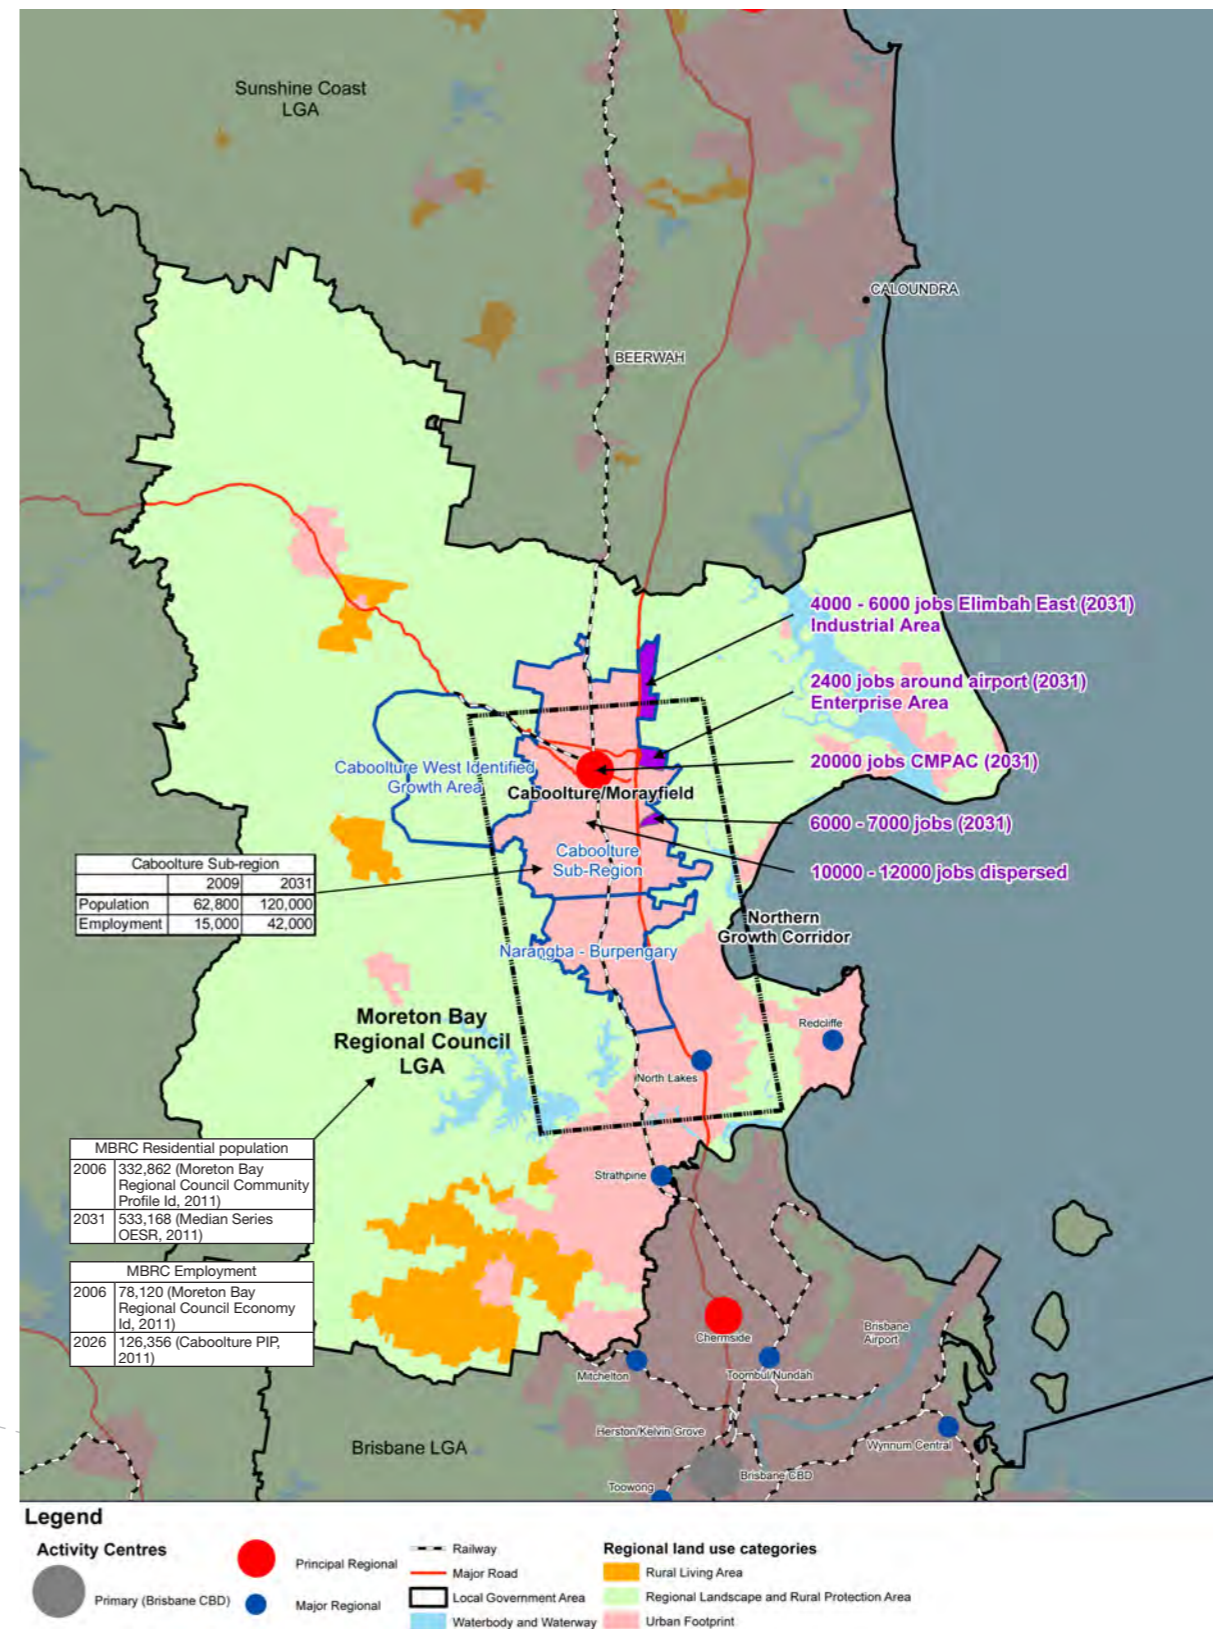 Sunshine Coast
LGA
CALOUNDRA
BEERWAH
4000 - 6000 jobs Elimbah East (2031)
Industrial Area
2400 jobs around airport (2031)
Enterprise Area
20000 jobs CMPAC (2031)
Caboolture West Identified
Growth Area
Caboolture/Morayfield
6000 - 7000 jobs (2031)
Caboolture
Sub-Region
10000 - 12000 jobs dispersed
Caboolture Sub-region
2009 2031
Population 62,800 120,000
Employment 15,000 42,000
Northern
Growth Corridor
Narangba - Burpengary
Moreton Bay
Regional Council
LGA
Redcliffe
North Lakes
MBRC Residential population
2006 332,862 (Moreton Bay
Regional Council Community
Profile Id, 2011)
2031 533,168 (Median Series
OESR, 2011)
Strathpine
MBRC Employment
2006 78,120 (Moreton Bay
Regional Council Economy
Id, 2011)
2026 126,356 (Caboolture PIP,
2011)
Chermside
Brisbane
Airport
Mitchelton
Toombul/Nundah
Herston/Kelvin Grove
Wynnum Central
Brisbane LGA
Brisbane CBD
Toowong
Legend
Activity Centres
Primary (Brisbane CBD)
Principal Regional
Major Regional
Railway
Major Road
Local Government Area
Waterbody and Waterway
Regional land use categories
Rural Living Area
Regional Landscape and Rural Protection Area
Urban Footprint